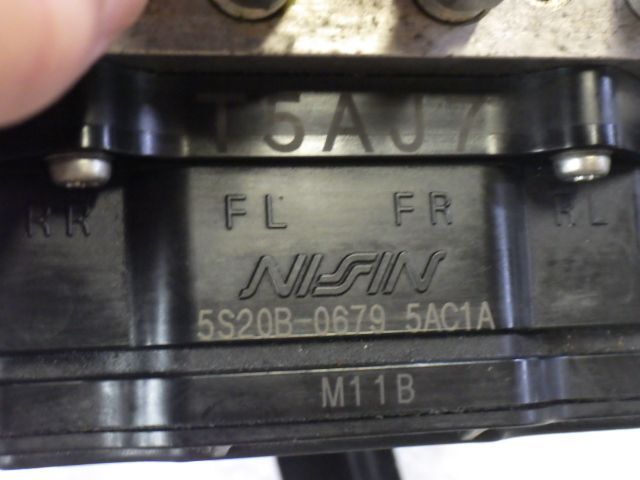 T5AJ7
RR FL FR RL
NISSIN
5S20B-0679 5AC1A
M11B